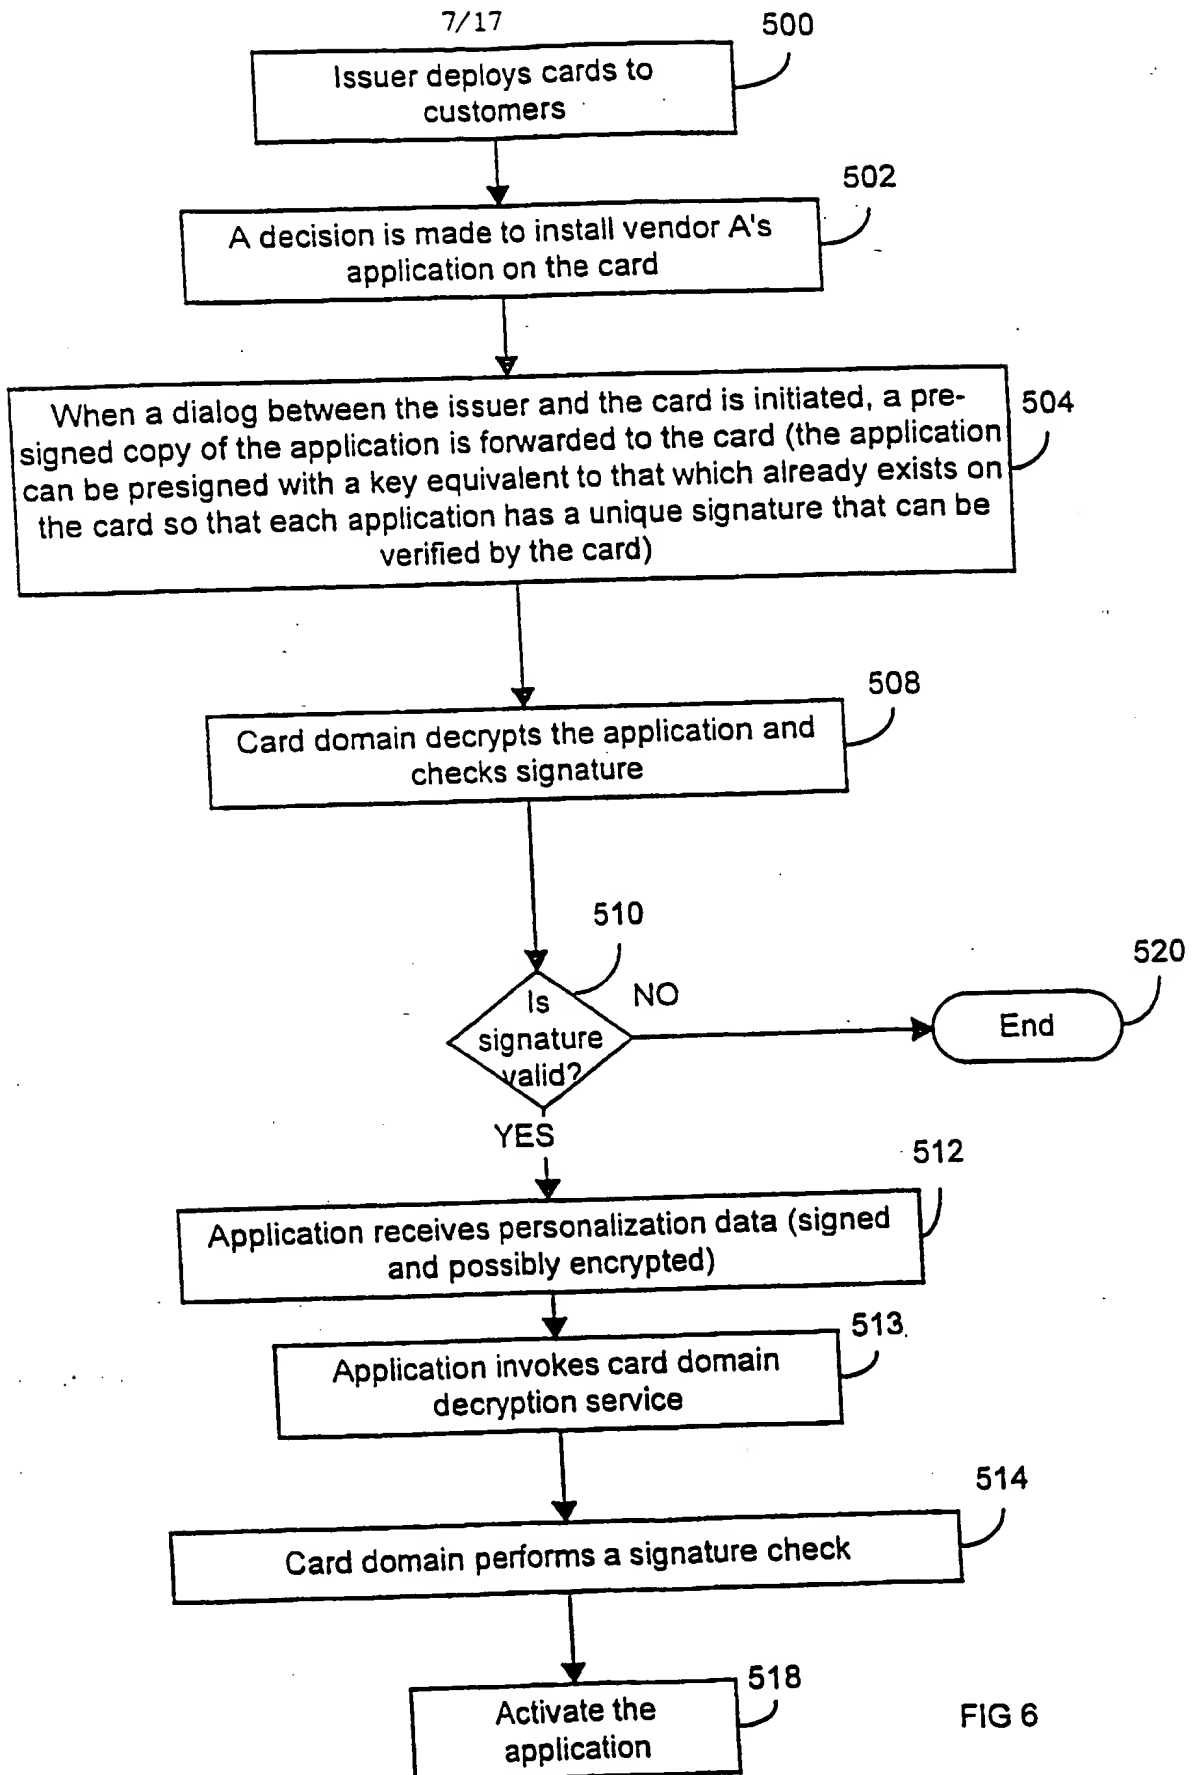 7/17
500
Issuer deploys cards to
customers
502
A decision is made to install vendor A's
application on the card
504
When a dialog between the issuer and the card is initiated, a pre-
signed copy of the application is forwarded to the card (the application
can be presigned with a key equivalent to that which already exists on
the card so that each application has a unique signature that can be
verified by the card)
508
Card domain decrypts the application and
checks signature
510
Is
signature
valid?
NO
520
End
YES
512
Application receives personalization data (signed
and possibly encrypted)
513
Application invokes card domain
decryption service
514
Card domain performs a signature check
518
Activate the
application
FIG 6